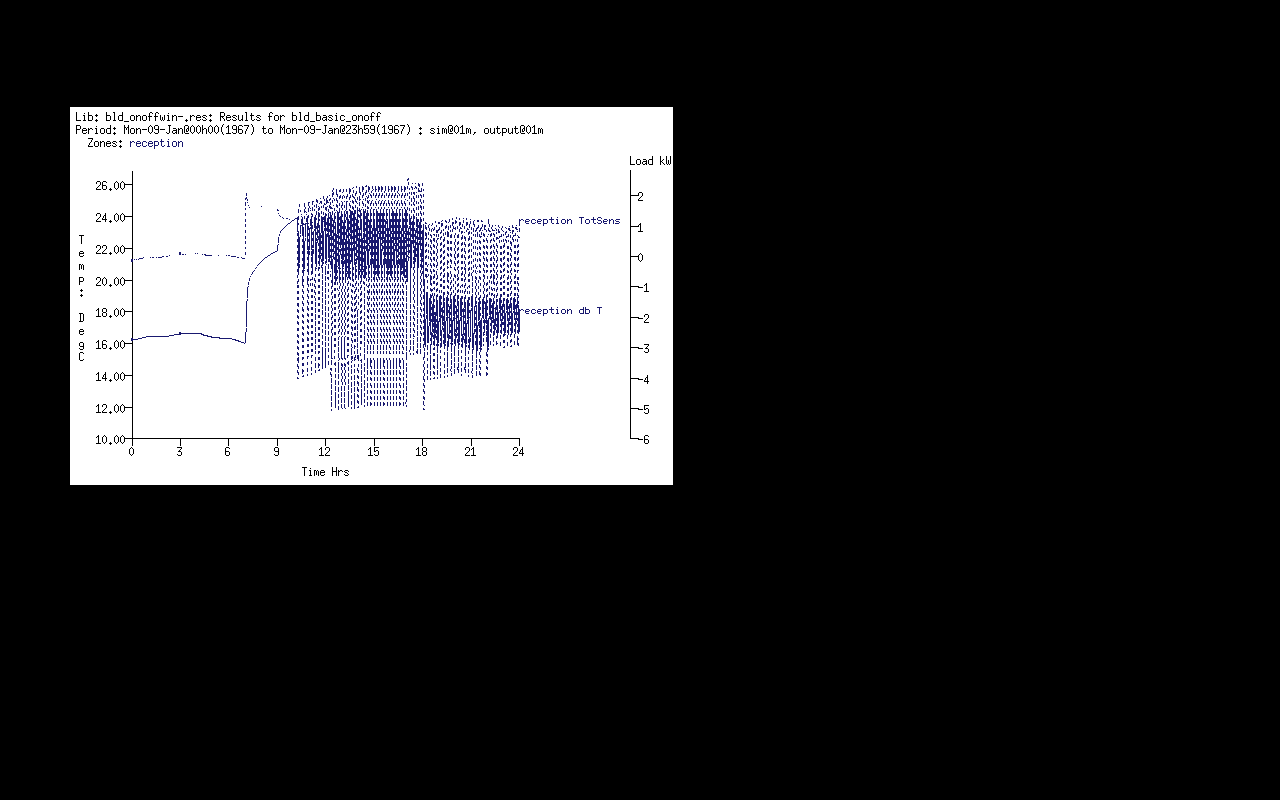 Lib: bld_onoffwin-.res: Results for bld_basic_onoff
Period: Mon-09-Jan@00h00(1967) to Mon-09-Jan@23h59(1967) : sim@01m, output@01m
Zones: reception
Load kW
26.00
24.00
22.00
20.00
18.00
16.00
14.00
12.00
10.00
Temp: DegC
2
1
0
-1
-2
-3
-4
-5
-6
reception TotSens
reception db T
0 3 6 9 12 15 18 21 24
Time Hrs